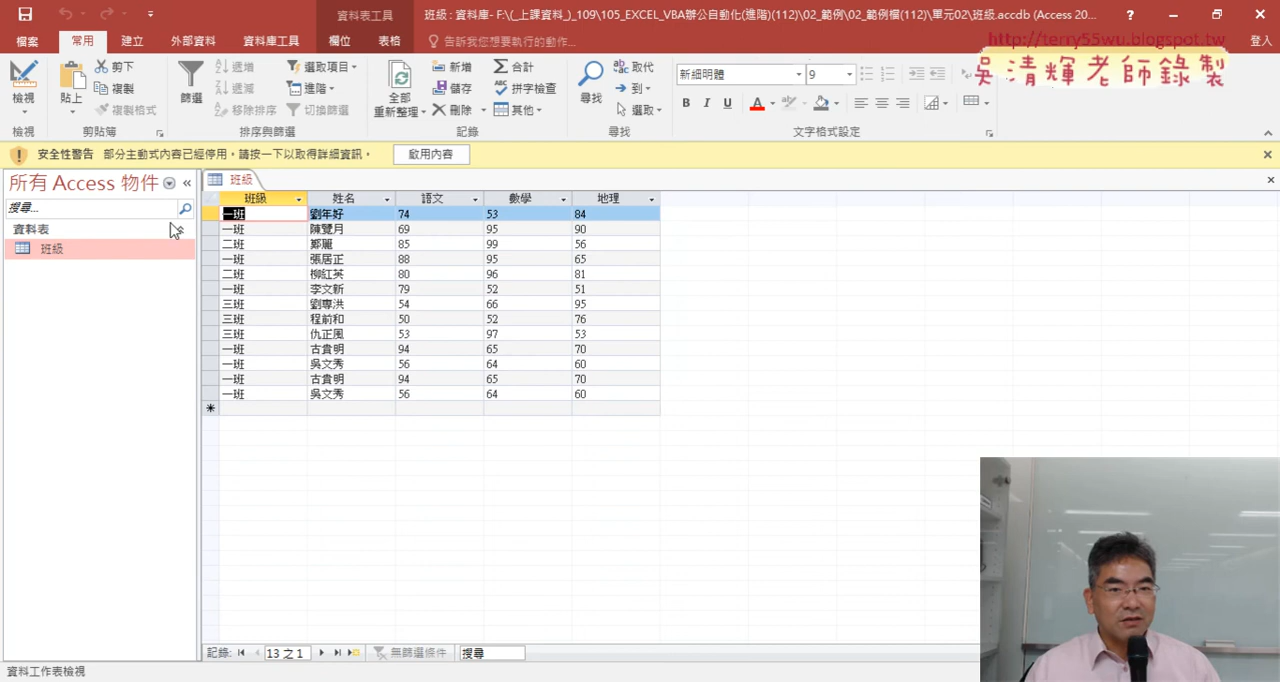 資料表工具
班級 : 資料庫- F:\(_上課資料_)_109\105_EXCEL_VBA辦公自動化(進階)(112)\02_範例\02_範例檔(112)\單元02\班級.accdb (Access 20...
?
檔案
常用
建立
外部資料
資料庫工具
欄位
表格
告訴我您想要執行的動作...
登入
http://terry55wu.blogspot.tw
吳清輝老師錄製
檢視
貼上
剪下
複製
複製格式
篩選
遞增
遞減
移除排序
選取項目
進階
切換篩選
全部
重新整理
新增
儲存
刪除
合計
拼字檢查
其他
尋找
取代
到
選取
新細明體
9
B I U A
檢視
剪貼簿
排序與篩選
記錄
尋找
文字格式設定
安全性警告 部分主動式內容已經停用，請按一下以取得詳細資訊。
啟用內容
所有 Access 物件
搜尋...
資料表
班級
班級
班級 姓名 語文 數學 地理
一班 劉年好 74 53 84
一班 陳覽月 69 95 90
二班 鄭麗 85 99 56
一班 張居正 88 95 65
二班 柳紅英 80 96 81
一班 李文新 79 52 51
三班 劉專洪 54 66 95
三班 程前和 50 52 76
三班 仇正風 53 97 53
一班 古貴明 94 65 70
一班 吳文秀 56 64 60
一班 古貴明 94 65 70
一班 吳文秀 56 64 60
記錄: 13 之 1 無篩選條件 搜尋
資料工作表檢視